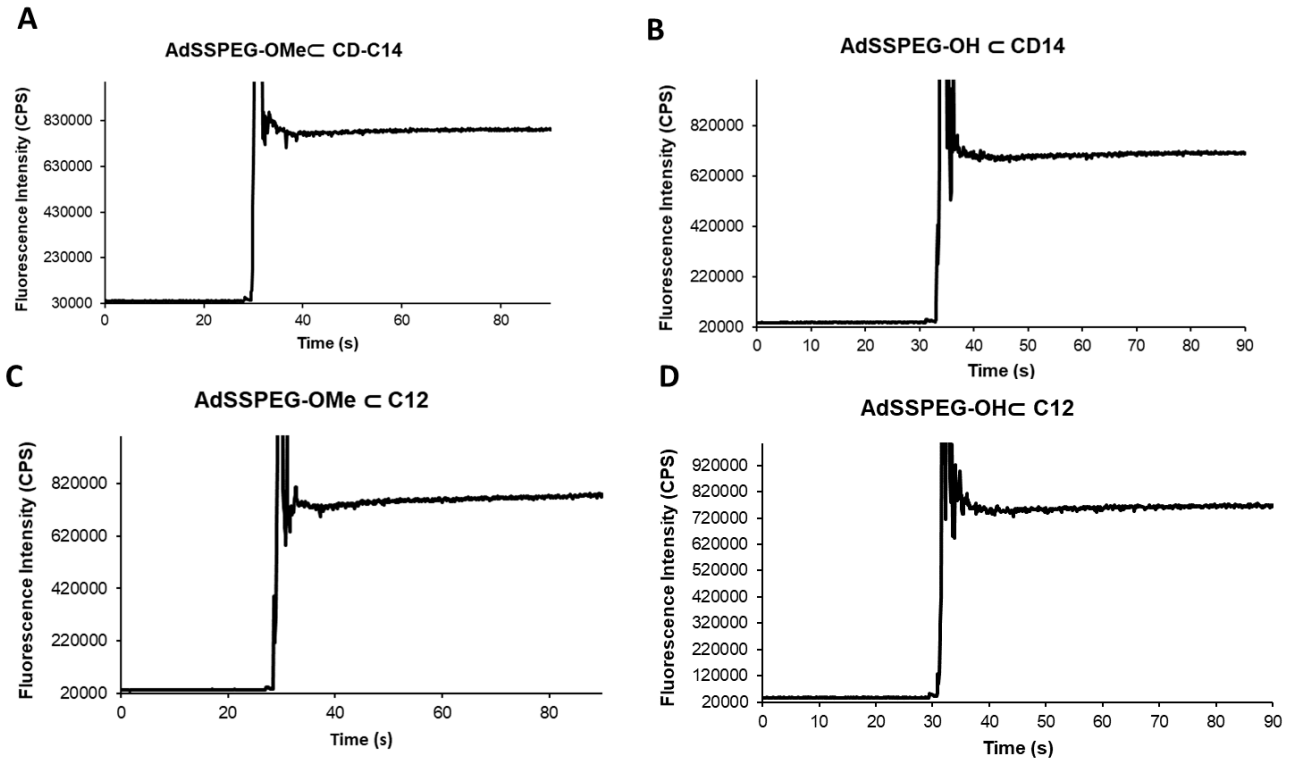 A
AdSSPEG-OMe⊂ CD-C14
Fluorescence Intensity (CPS)
830000
630000
430000
230000
30000
0 20 40 60 80
Time (s)
B
AdSSPEG-OH ⊂ CD14
Fluorescence Intensity (CPS)
820000
620000
420000
220000
20000
0 10 20 30 40 50 60 70 80 90
Time (s)
C
AdSSPEG-OMe ⊂ C12
Fluorescence Intensity (CPS)
820000
620000
420000
220000
20000
0 20 40 60 80
Time (s)
D
AdSSPEG-OH⊂ C12
Fluorescence Intensity (CPS)
920000
820000
720000
620000
520000
420000
320000
220000
120000
20000
0 10 20 30 40 50 60 70 80 90
Time (s)